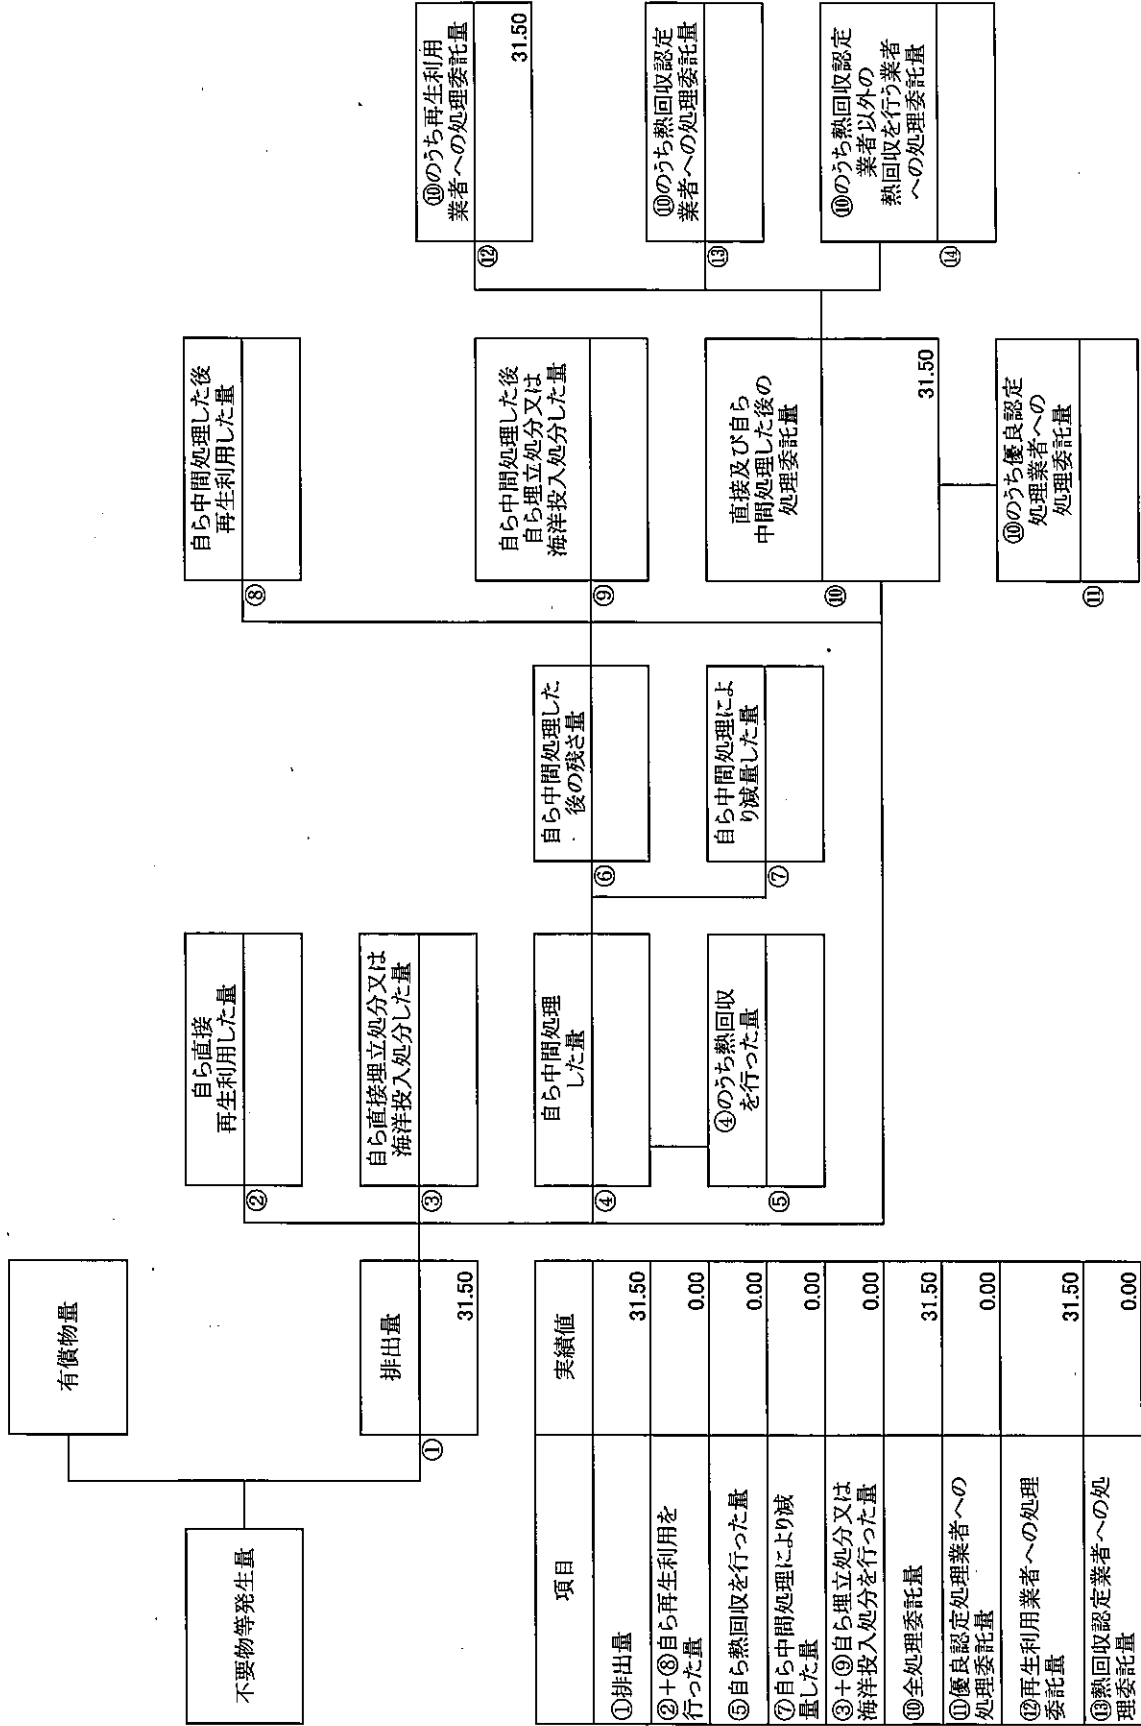 不要物等発生量
有償物量
①
排出量
31.50
②
自ら直接
再生利用した量
③
自ら直接埋立処分又は
海洋投入処分した量
④
自ら中間処理
した量
⑤
④のうち熱回収
を行った量
⑥
自ら中間処理した
後の残さ量
⑦
自ら中間処理によ
り減量した量
⑧
自ら中間処理した後
再生利用した量
⑨
自ら中間処理した後
自ら埋立処分又は
海洋投入処分した量
⑩
直接及び自ら
中間処理した後の
処理委託量
31.50
⑪
⑩のうち優良認定
処理業者への
処理委託量
⑫
⑩のうち再生利用
業者への処理委託量
31.50
⑬
⑩のうち熱回収認定
業者への処理委託量
⑭
⑩のうち熱回収認定
業者以外の
熱回収を行う業者
への処理委託量
項目 実績値
①排出量 31.50
②+⑧自ら再生利用を
行った量 0.00
⑤自ら熱回収を行った量 0.00
⑦自ら中間処理により減
量した量 0.00
③+⑨自ら埋立処分又は
海洋投入処分を行った量 0.00
⑩全処理委託量 31.50
⑪優良認定処理業者への
処理委託量 0.00
⑫再生利用業者への処理
委託量 31.50
⑬熱回収認定業者への処
理委託量 0.00